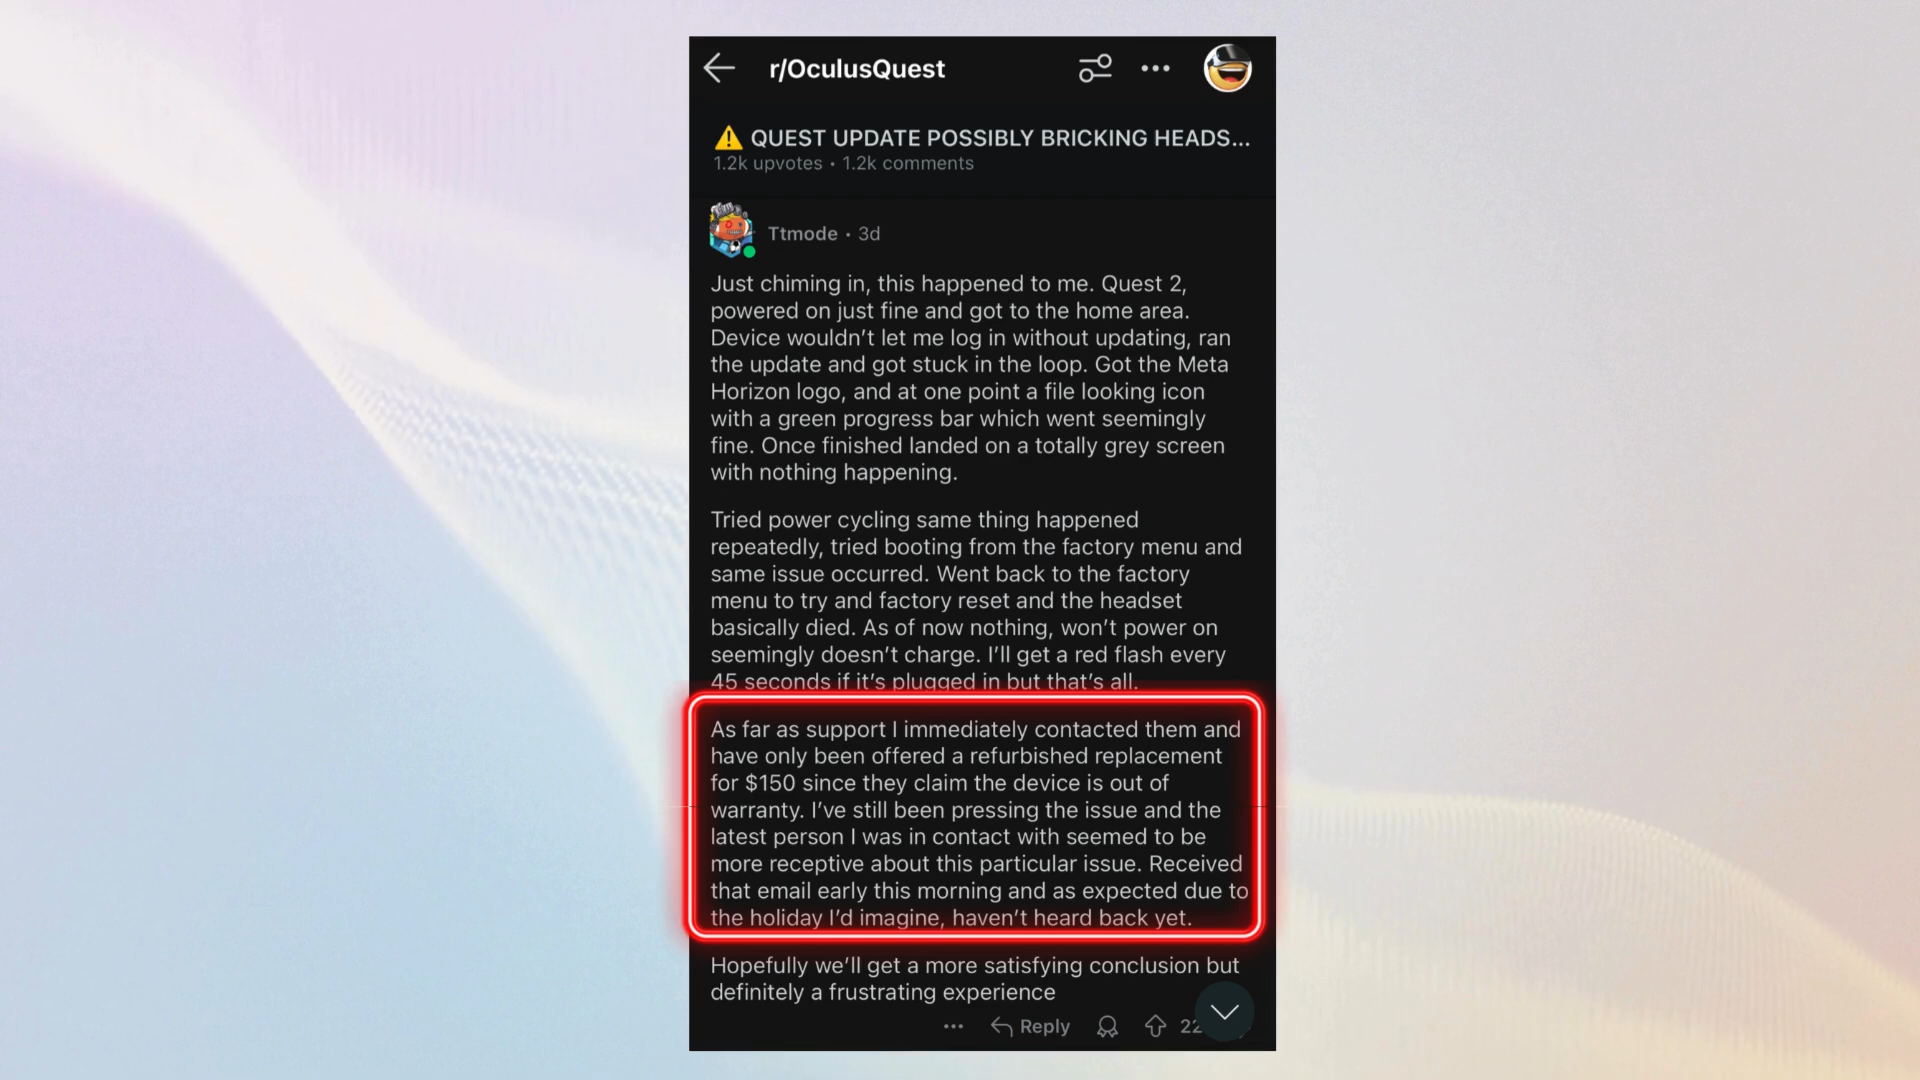 r/OculusQuest
⚠ QUEST UPDATE POSSIBLY BRICKING HEADS...
1.2k upvotes • 1.2k comments
Ttmode • 3d
Just chiming in, this happened to me. Quest 2,
powered on just fine and got to the home area.
Device wouldn’t let me log in without updating, ran
the update and got stuck in the loop. Got the Meta
Horizon logo, and at one point a file looking icon
with a green progress bar which went seemingly
fine. Once finished landed on a totally grey screen
with nothing happening.
Tried power cycling same thing happened
repeatedly, tried booting from the factory menu and
same issue occurred. Went back to the factory
menu to try and factory reset and the headset
basically died. As of now nothing, won’t power on
seemingly doesn’t charge. I’ll get a red flash every
45 seconds if it’s plugged in but that’s all.
As far as support I immediately contacted them and
have only been offered a refurbished replacement
for $150 since they claim the device is out of
warranty. I’ve still been pressing the issue and the
latest person I was in contact with seemed to be
more receptive about this particular issue. Received
that email early this morning and as expected due to
the holiday I’d imagine, haven’t heard back yet.
Hopefully we’ll get a more satisfying conclusion but
definitely a frustrating experience
Reply